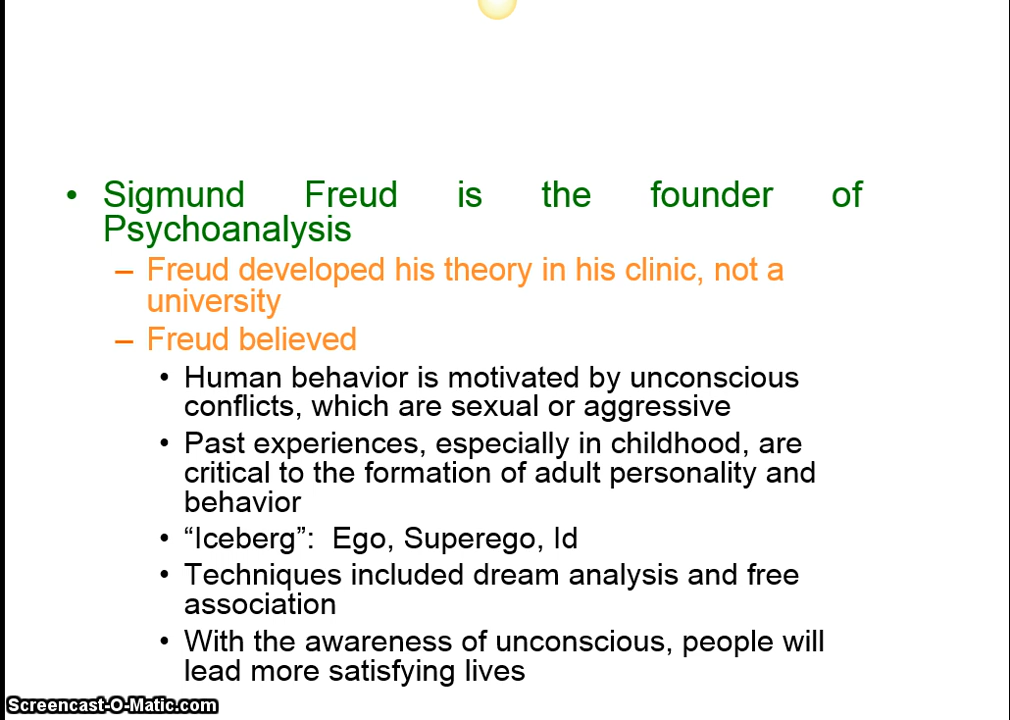 • Sigmund Freud is the founder of
Psychoanalysis
– Freud developed his theory in his clinic, not a
university
– Freud believed
• Human behavior is motivated by unconscious
conflicts, which are sexual or aggressive
• Past experiences, especially in childhood, are
critical to the formation of adult personality and
behavior
• “Iceberg”:  Ego, Superego, Id
• Techniques included dream analysis and free
association
• With the awareness of unconscious, people will
lead more satisfying lives
Screencast-O-Matic.com